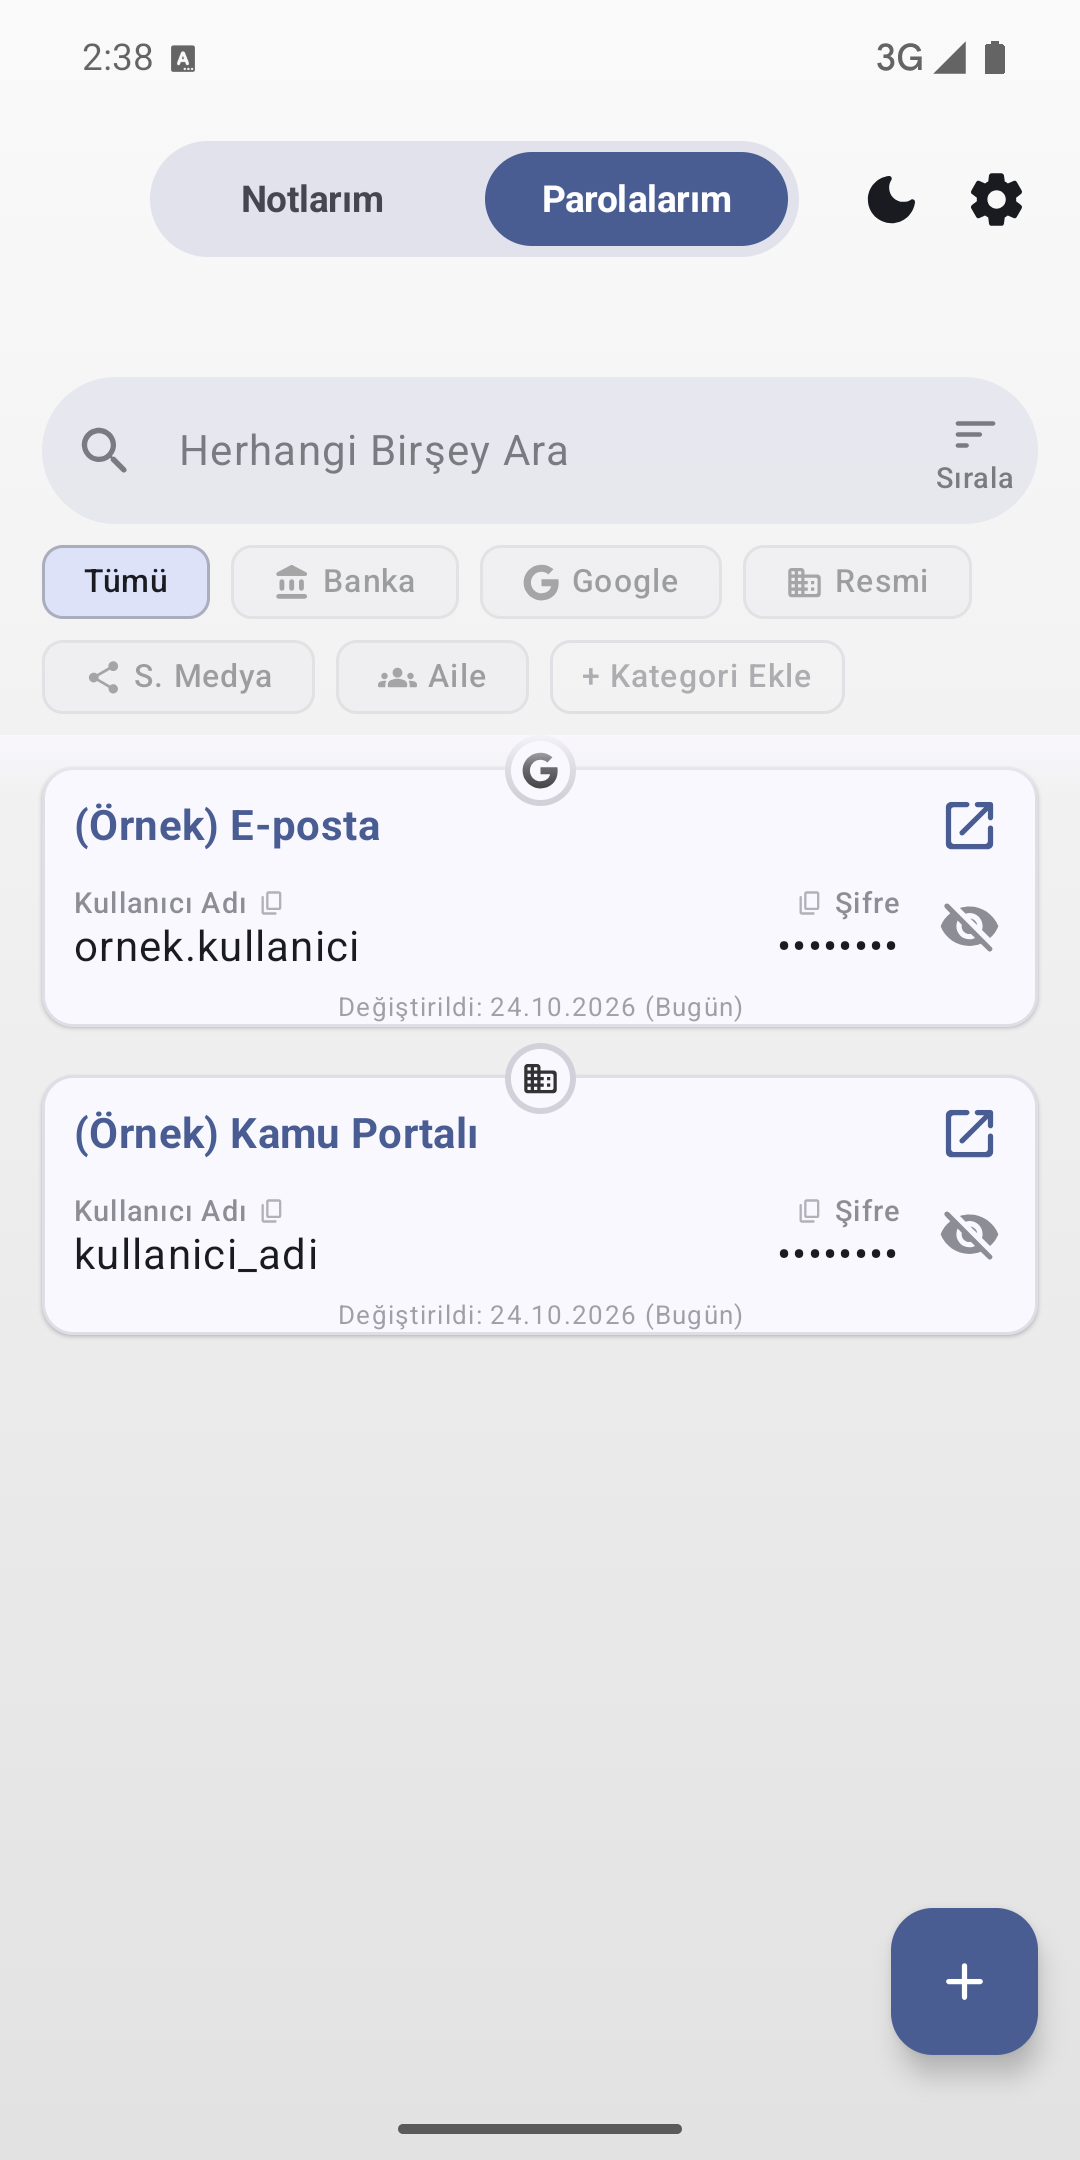 2:38
3G
Notlarım
Parolalarım
Herhangi Birşey Ara
Sırala
Tümü
Banka
Google
Resmi
S. Medya
Aile
+ Kategori Ekle
(Örnek) E-posta
Kullanıcı Adı
Şifre
ornek.kullanici
••••••••
Değiştirildi: 24.10.2026 (Bugün)
(Örnek) Kamu Portalı
Kullanıcı Adı
Şifre
kullanici_adi
••••••••
Değiştirildi: 24.10.2026 (Bugün)